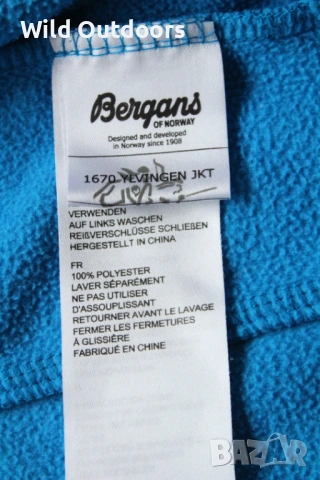 Wild Outdoors
Bergans
OF NORWAY
Designed and developed
in Norway since 1908
1670 YLVINGEN JKT
VERWENDEN
AUF LINKS WASCHEN
REIßVERSCHLÜSSE SCHLIEßEN
HERGESTELLT IN CHINA
FR
100% POLYESTER
LAVER SÉPARÉMENT
NE PAS UTILISER
D'ASSOUPLISSANT
RETOURNER AVANT LE LAVAGE
FERMER LES FERMETURES
À GLISSIÈRE
FABRIQUÉ EN CHINE
BAZAR